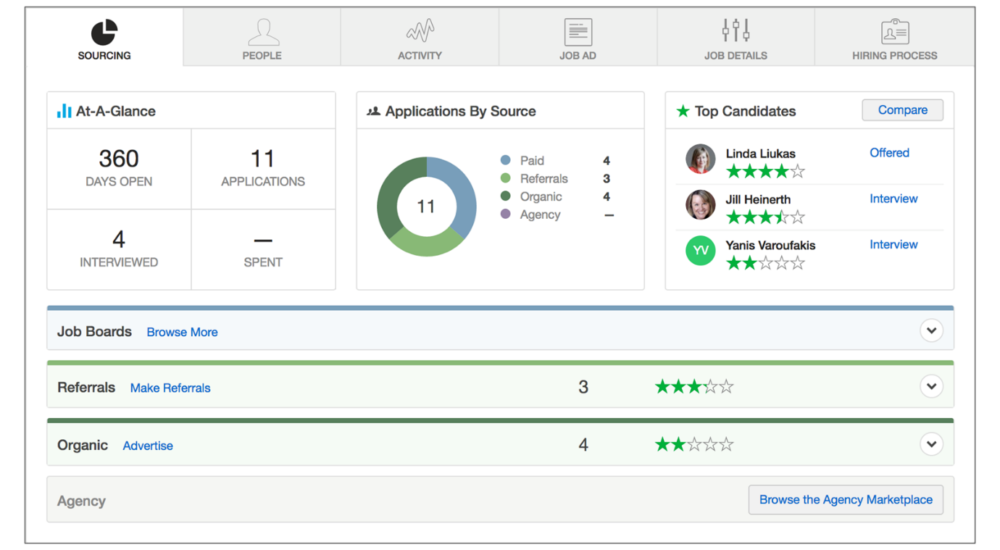 SOURCING
PEOPLE
ACTIVITY
JOB AD
JOB DETAILS
HIRING PROCESS
At-A-Glance
360
DAYS OPEN
11
APPLICATIONS
4
INTERVIEWED
—
SPENT
Applications By Source
11
Paid 4
Referrals 3
Organic 4
Agency —
Top Candidates
Compare
Linda Liukas
Offered
Jill Heinerth
Interview
YV
Yanis Varoufakis
Interview
Job Boards Browse More
Referrals Make Referrals 3
Organic Advertise 4
Agency
Browse the Agency Marketplace